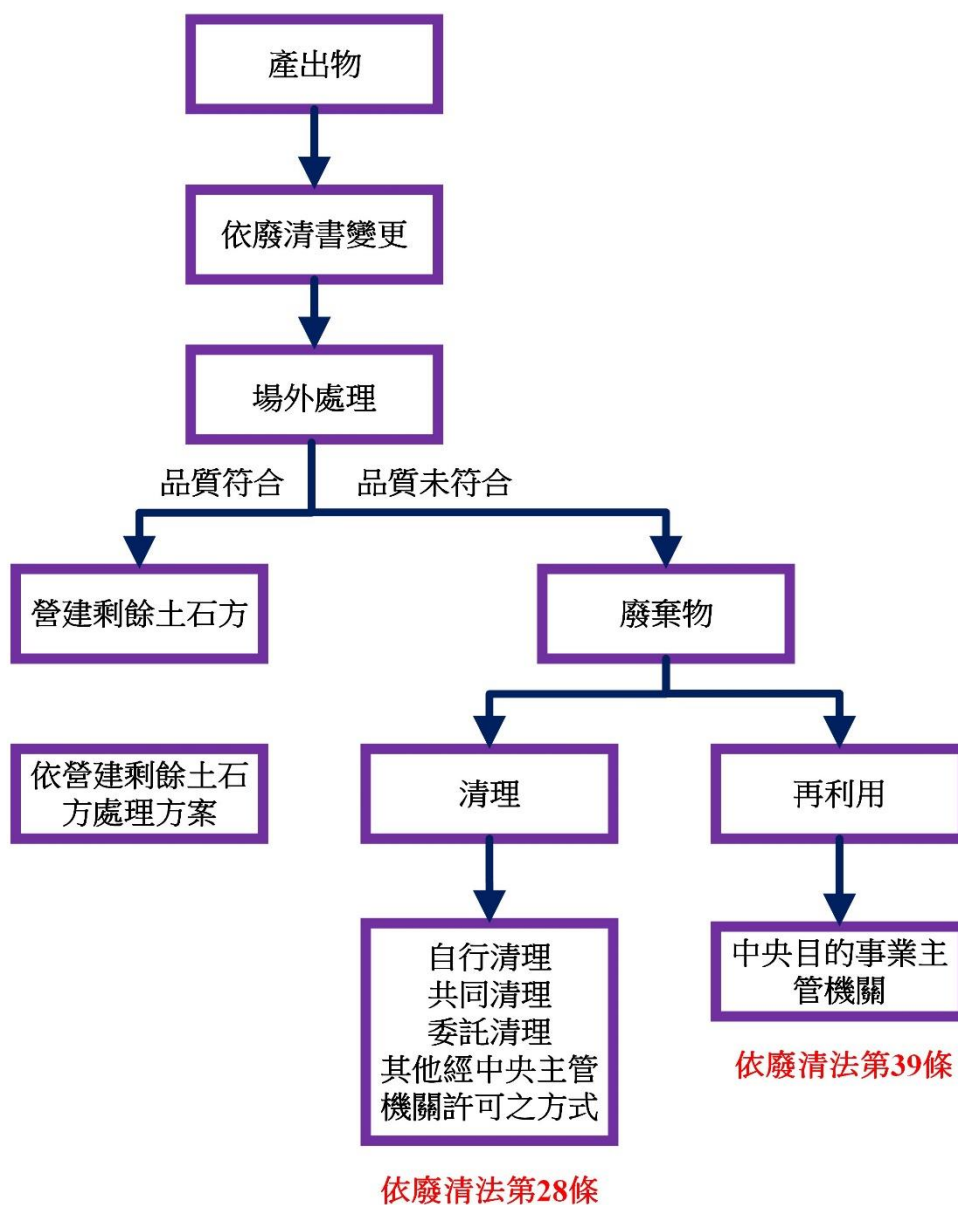 產出物
依廢清書變更
場外處理
品質符合
品質未符合
營建剩餘土石方
廢棄物
依營建剩餘土石
方處理方案
清理
再利用
自行清理
共同清理
委託清理
其他經中央主管
機關許可之方式
中央目的事業主
管機關
依廢清法第39條
依廢清法第28條